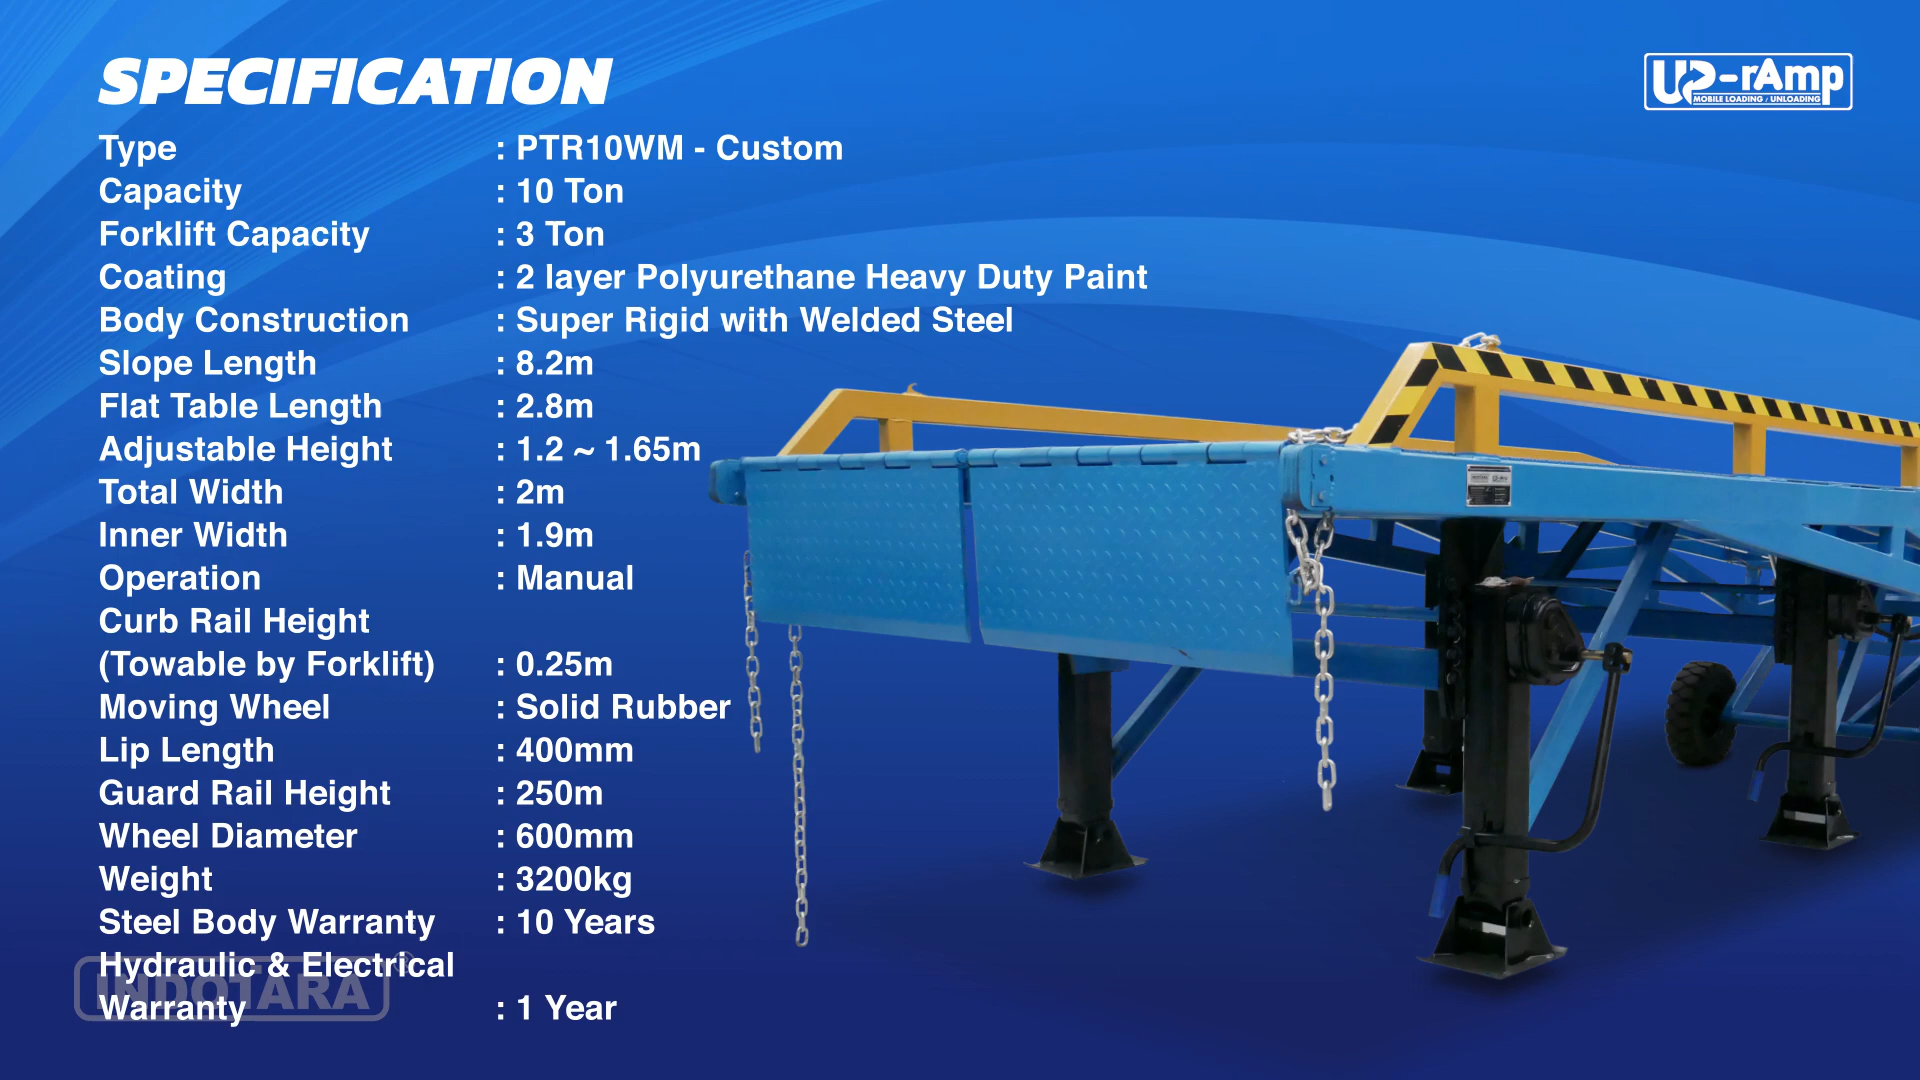 SPECIFICATION
UP-rAmp
MOBILE LOADING / UNLOADING
Type : PTR10WM - Custom
Capacity : 10 Ton
Forklift Capacity : 3 Ton
Coating : 2 layer Polyurethane Heavy Duty Paint
Body Construction : Super Rigid with Welded Steel
Slope Length : 8.2m
Flat Table Length : 2.8m
Adjustable Height : 1.2 ~ 1.65m
Total Width : 2m
Inner Width : 1.9m
Operation : Manual
Curb Rail Height
(Towable by Forklift) : 0.25m
Moving Wheel : Solid Rubber
Lip Length : 400mm
Guard Rail Height : 250m
Wheel Diameter : 600mm
Weight : 3200kg
Steel Body Warranty : 10 Years
Hydraulic & Electrical
Warranty : 1 Year
INDOTARA ®